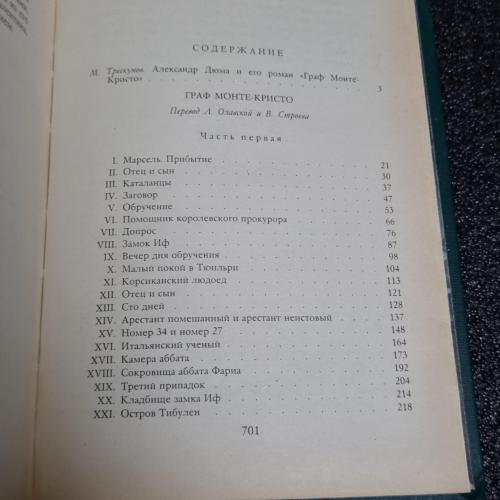 СОДЕРЖАНИЕ
М. Трескунов. Александр Дюма и его роман «Граф Монте-
Кристо» 3
ГРАФ МОНТЕ-КРИСТО
Перевод Л. Олавской и В. Строева
Часть первая
I. Марсель. Прибытие 21
II. Отец и сын 30
III. Каталанцы 37
IV. Заговор 47
V. Обручение 53
VI. Помощник королевского прокурора 66
VII. Допрос 76
VIII. Замок Иф 87
IX. Вечер дня обручения 98
X. Малый покой в Тюильри 104
XI. Корсиканский людоед 113
XII. Отец и сын 121
XIII. Сто дней 128
XIV. Арестант помешанный и арестант неистовый 137
XV. Номер 34 и номер 27 148
XVI. Итальянский ученый 164
XVII. Камера аббата 173
XVIII. Сокровища аббата Фариа 192
XIX. Третий припадок 204
XX. Кладбище замка Иф 214
XXI. Остров Тибулен 218
701